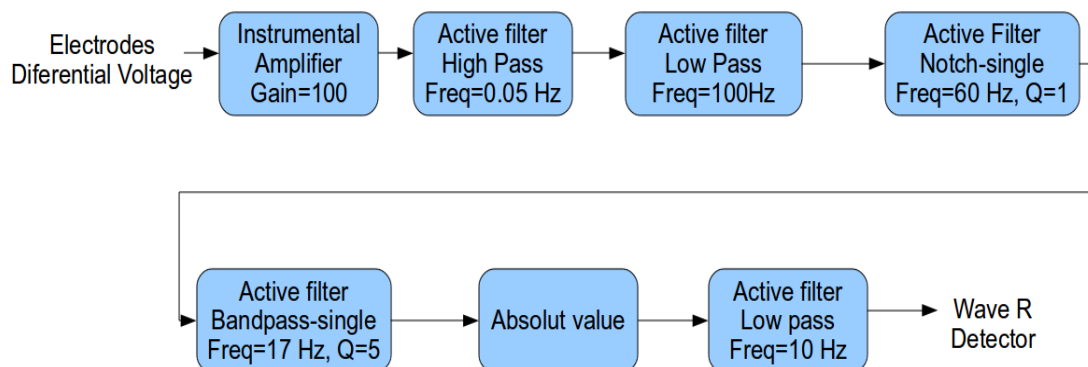 Electrodes
Diferential Voltage
Instrumental
Amplifier
Gain=100
Active filter
High Pass
Freq=0.05 Hz
Active filter
Low Pass
Freq=100Hz
Active Filter
Notch-single
Freq=60 Hz, Q=1
Active filter
Bandpass-single
Freq=17 Hz, Q=5
Absolut value
Active filter
Low pass
Freq=10 Hz
Wave R
Detector